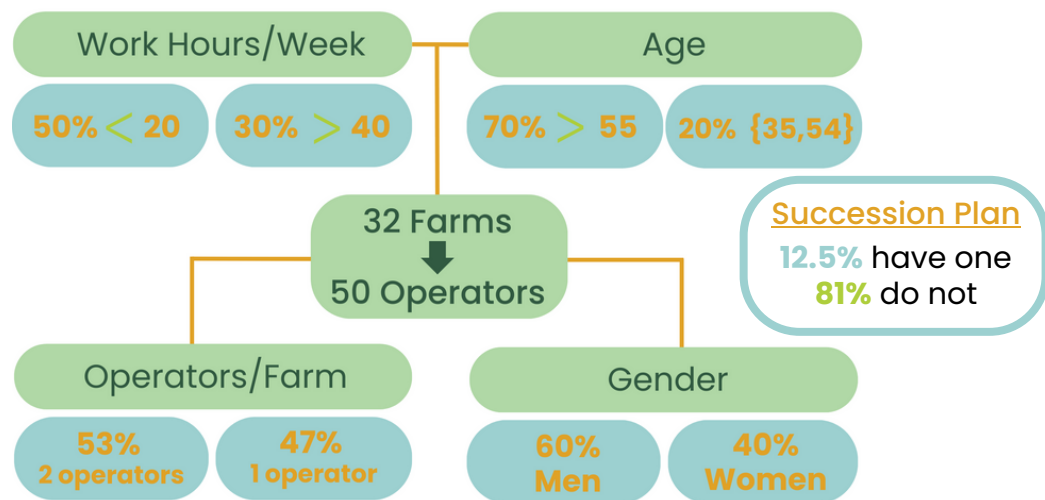 Work Hours/Week
Age
50% < 20
30% > 40
70% > 55
20% {35,54}
32 Farms
50 Operators
Succession Plan
12.5% have one
81% do not
Operators/Farm
Gender
53%
2 operators
47%
1 operator
60%
Men
40%
Women